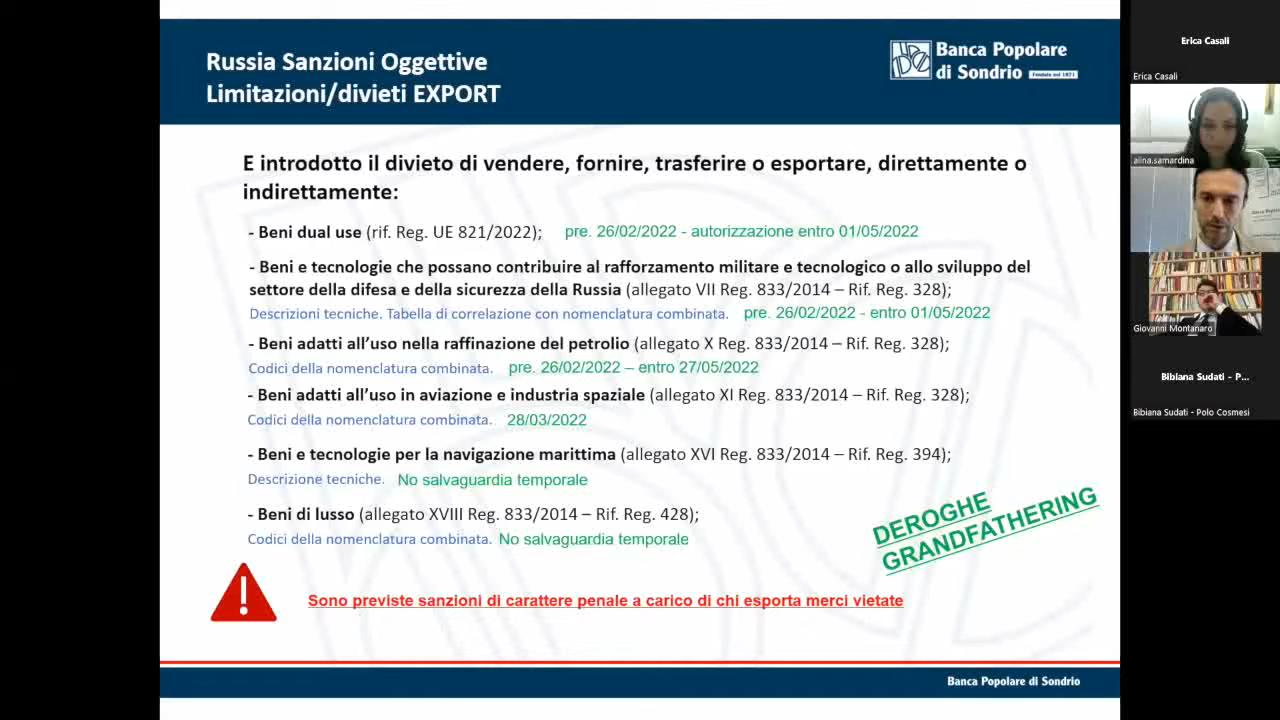 Russia Sanzioni Oggettive
Limitazioni/divieti EXPORT
Banca Popolare
di Sondrio Fondata nel 1871
E introdotto il divieto di vendere, fornire, trasferire o esportare, direttamente o
indirettamente:
- Beni dual use (rif. Reg. UE 821/2022); pre. 26/02/2022 - autorizzazione entro 01/05/2022
- Beni e tecnologie che possano contribuire al rafforzamento militare e tecnologico o allo sviluppo del
settore della difesa e della sicurezza della Russia (allegato VII Reg. 833/2014 – Rif. Reg. 328);
Descrizioni tecniche. Tabella di correlazione con nomenclatura combinata. pre. 26/02/2022 - entro 01/05/2022
- Beni adatti all'uso nella raffinazione del petrolio (allegato X Reg. 833/2014 – Rif. Reg. 328);
Codici della nomenclatura combinata. pre. 26/02/2022 – entro 27/05/2022
- Beni adatti all'uso in aviazione e industria spaziale (allegato XI Reg. 833/2014 – Rif. Reg. 328);
Codici della nomenclatura combinata. 28/03/2022
- Beni e tecnologie per la navigazione marittima (allegato XVI Reg. 833/2014 – Rif. Reg. 394);
Descrizione tecniche. No salvaguardia temporale
- Beni di lusso (allegato XVIII Reg. 833/2014 – Rif. Reg. 428);
Codici della nomenclatura combinata. No salvaguardia temporale
DEROGHE
GRANDFATHERING
Sono previste sanzioni di carattere penale a carico di chi esporta merci vietate
Banca Popolare di Sondrio
Erica Casali
Erica Casali
alina.samardina
Giovanni Montanaro
Bibiana Sudati - P...
Bibiana Sudati - Polo Cosmesi